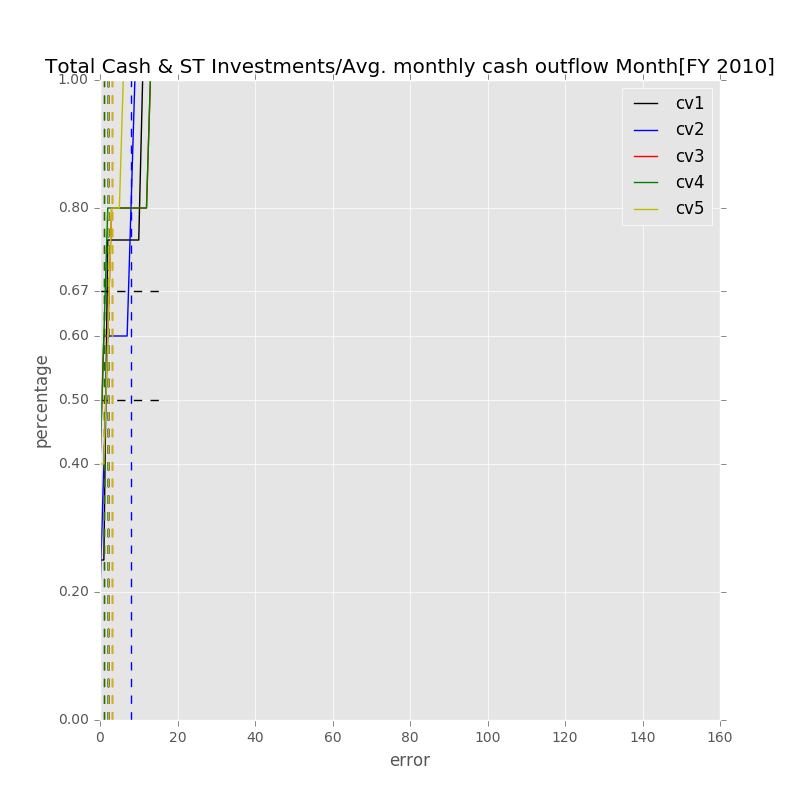 Total Cash & ST Investments/Avg. monthly cash outflow Month[FY 2010]
1.00
0.80
0.67
0.60
0.50
0.40
0.20
0.00
percentage
cv1
cv2
cv3
cv4
cv5
0 20 40 60 80 100 120 140 160
error